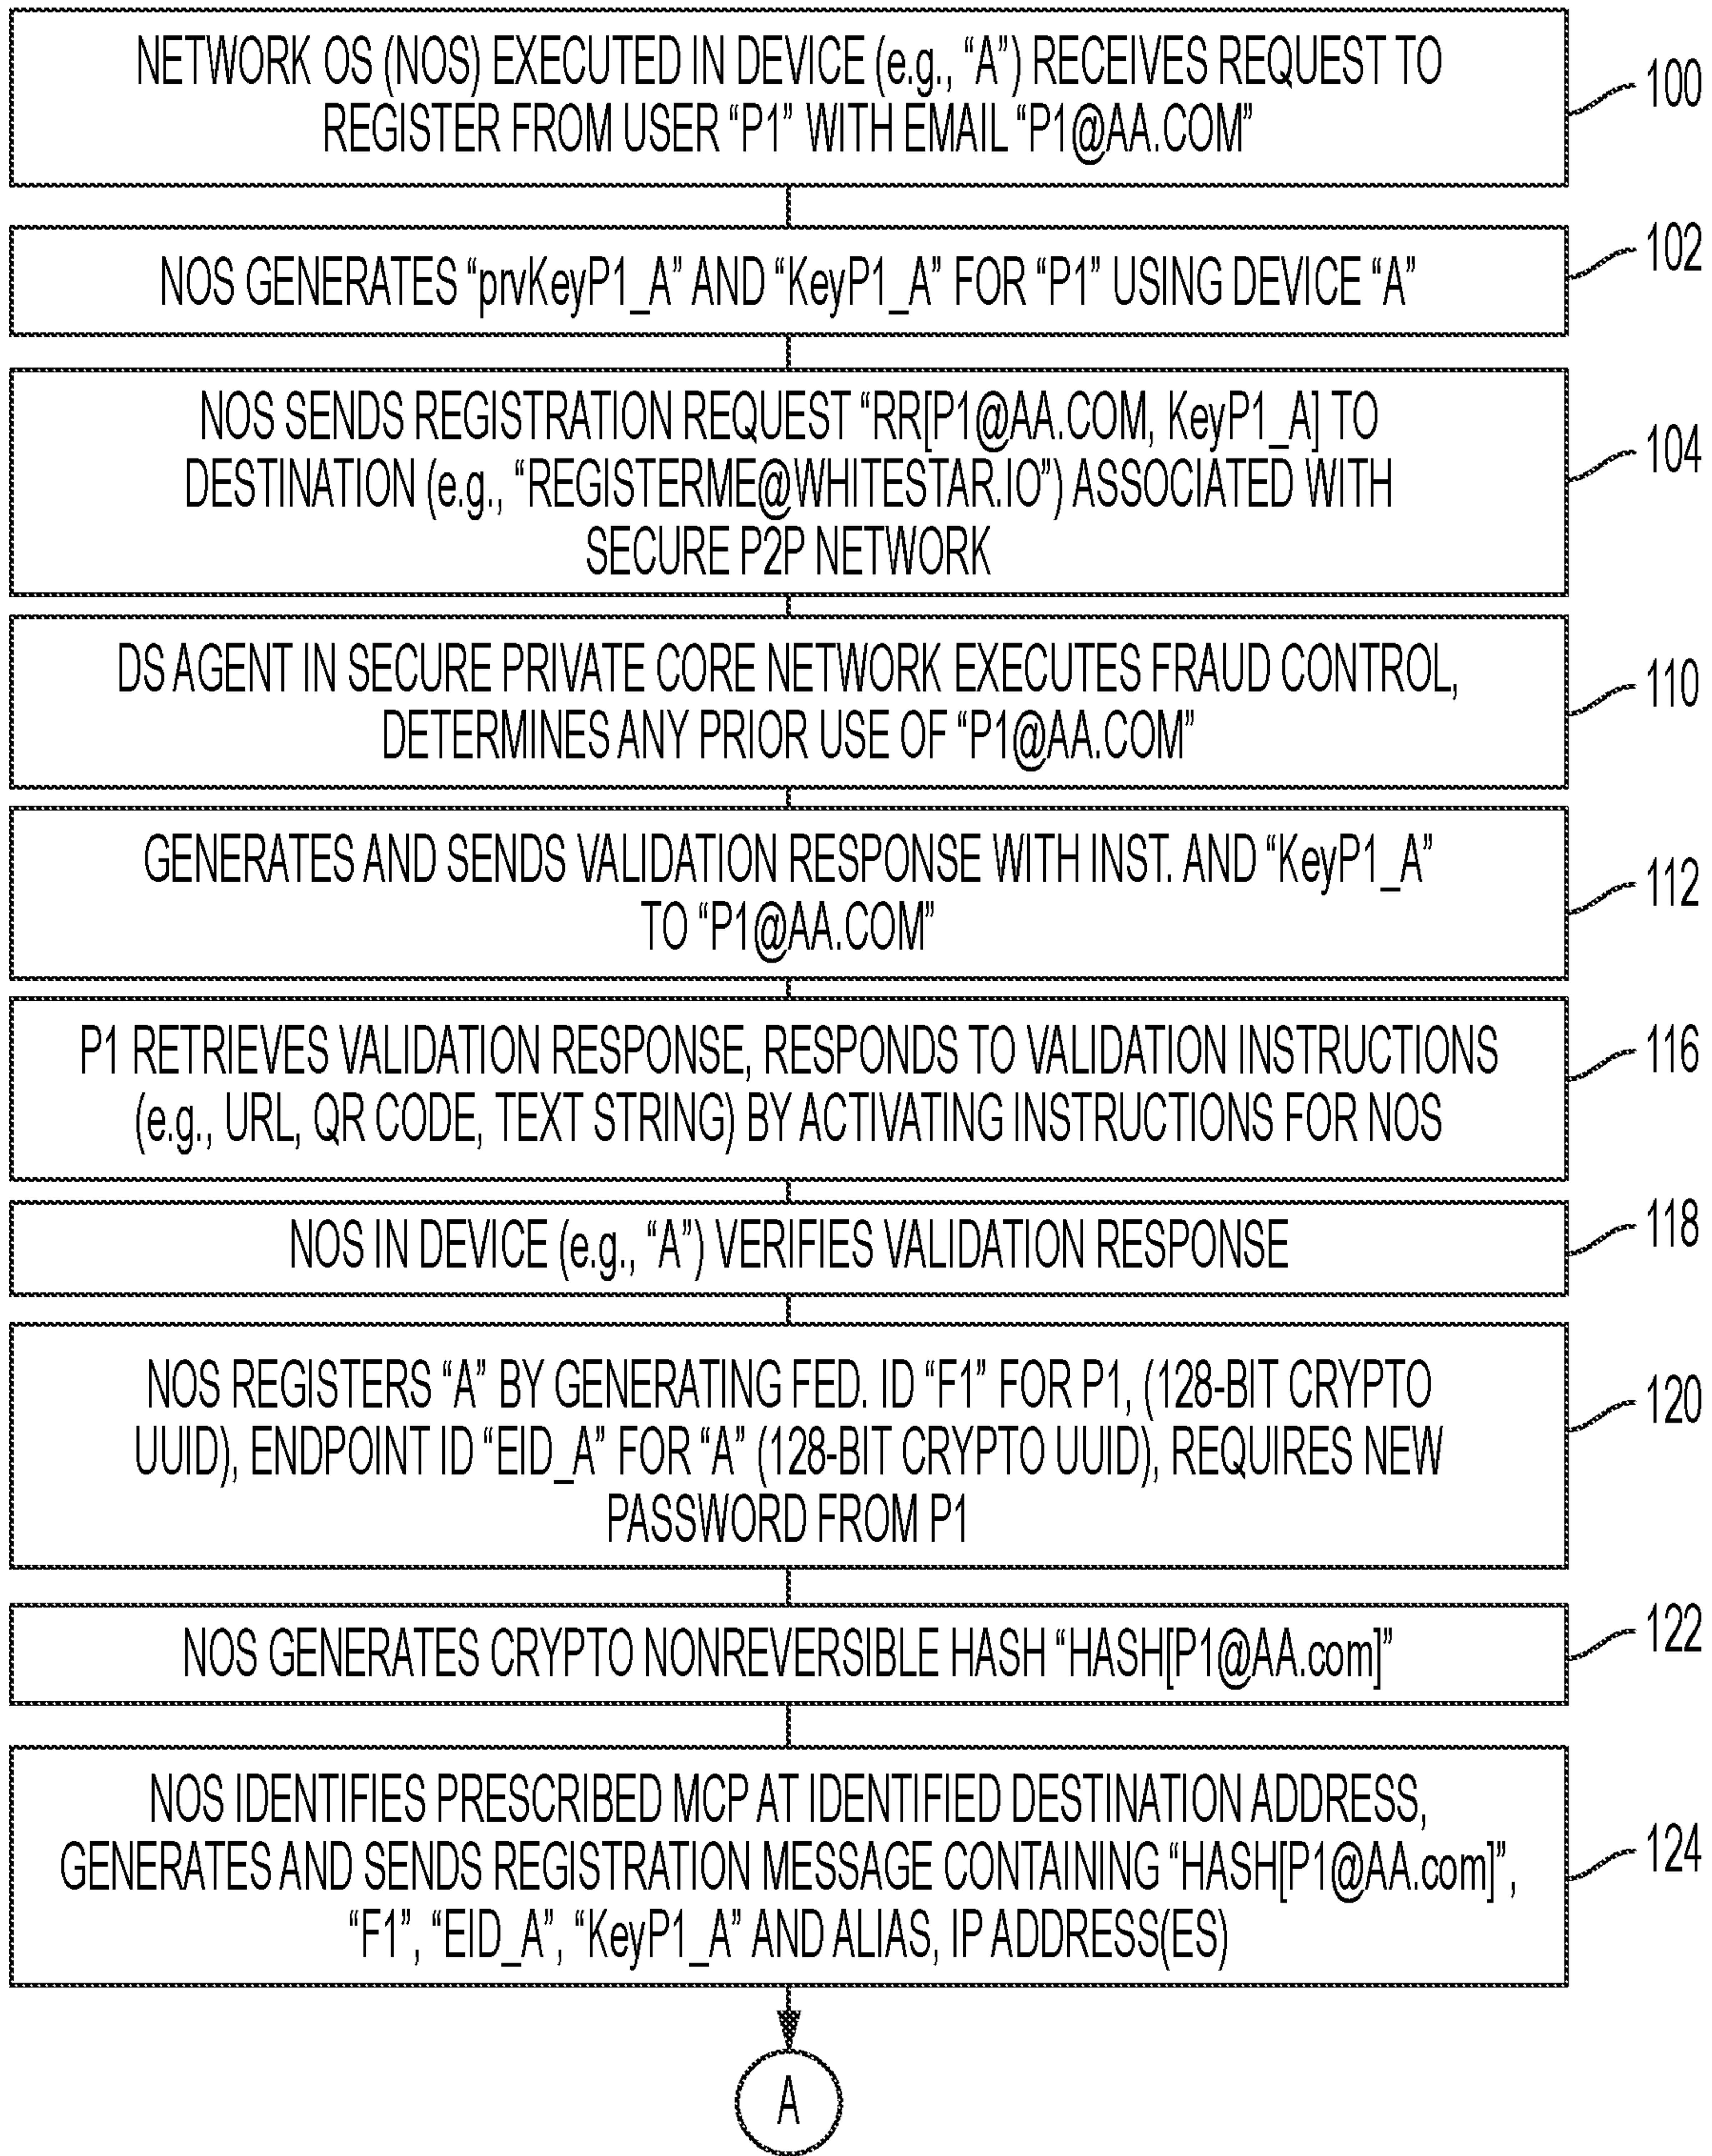 NETWORK OS (NOS) EXECUTED IN DEVICE (e.g., “A”) RECEIVES REQUEST TO
REGISTER FROM USER “P1” WITH EMAIL “P1@AA.COM”
100
NOS GENERATES “prvKeyP1_A” AND “KeyP1_A” FOR “P1” USING DEVICE “A”
102
NOS SENDS REGISTRATION REQUEST “RR[P1@AA.COM, KeyP1_A] TO
DESTINATION (e.g., “REGISTERME@WHITESTAR.IO”) ASSOCIATED WITH
SECURE P2P NETWORK
104
DS AGENT IN SECURE PRIVATE CORE NETWORK EXECUTES FRAUD CONTROL,
DETERMINES ANY PRIOR USE OF “P1@AA.COM”
110
GENERATES AND SENDS VALIDATION RESPONSE WITH INST. AND “KeyP1_A”
TO “P1@AA.COM”
112
P1 RETRIEVES VALIDATION RESPONSE, RESPONDS TO VALIDATION INSTRUCTIONS
(e.g., URL, QR CODE, TEXT STRING) BY ACTIVATING INSTRUCTIONS FOR NOS
116
NOS IN DEVICE (e.g., “A”) VERIFIES VALIDATION RESPONSE
118
NOS REGISTERS “A” BY GENERATING FED. ID “F1” FOR P1, (128-BIT CRYPTO
UUID), ENDPOINT ID “EID_A” FOR “A” (128-BIT CRYPTO UUID), REQUIRES NEW
PASSWORD FROM P1
120
NOS GENERATES CRYPTO NONREVERSIBLE HASH “HASH[P1@AA.com]”
122
NOS IDENTIFIES PRESCRIBED MCP AT IDENTIFIED DESTINATION ADDRESS,
GENERATES AND SENDS REGISTRATION MESSAGE CONTAINING “HASH[P1@AA.com]”,
“F1”, “EID_A”, “KeyP1_A” AND ALIAS, IP ADDRESS(ES)
124
A